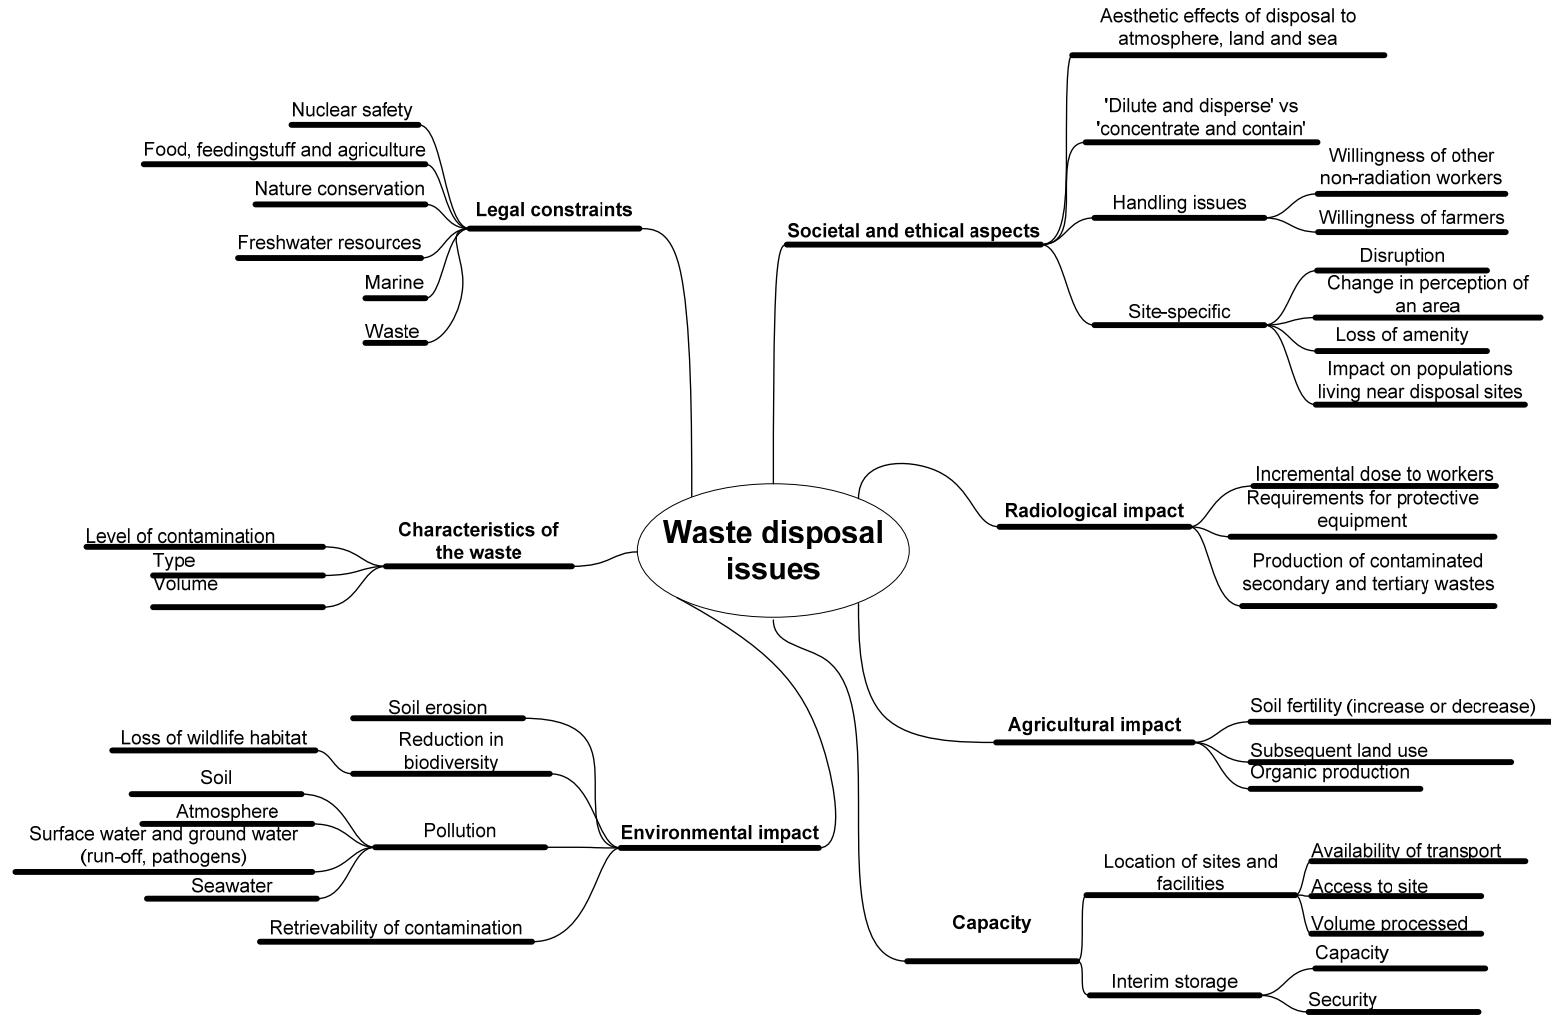 Waste disposal
issues
Legal constraints
Nuclear safety
Food, feedingstuff and agriculture
Nature conservation
Freshwater resources
Marine
Waste
Characteristics of
the waste
Level of contamination
Type
Volume
Environmental impact
Soil erosion
Reduction in
biodiversity
Loss of wildlife habitat
Pollution
Soil
Atmosphere
Surface water and ground water
(run-off, pathogens)
Seawater
Retrievability of contamination
Societal and ethical aspects
Aesthetic effects of disposal to
atmosphere, land and sea
'Dilute and disperse' vs
'concentrate and contain'
Handling issues
Willingness of other
non-radiation workers
Willingness of farmers
Site-specific
Disruption
Change in perception of
an area
Loss of amenity
Impact on populations
living near disposal sites
Radiological impact
Incremental dose to workers
Requirements for protective
equipment
Production of contaminated
secondary and tertiary wastes
Agricultural impact
Soil fertility (increase or decrease)
Subsequent land use
Organic production
Capacity
Location of sites and
facilities
Availability of transport
Access to site
Volume processed
Interim storage
Capacity
Security